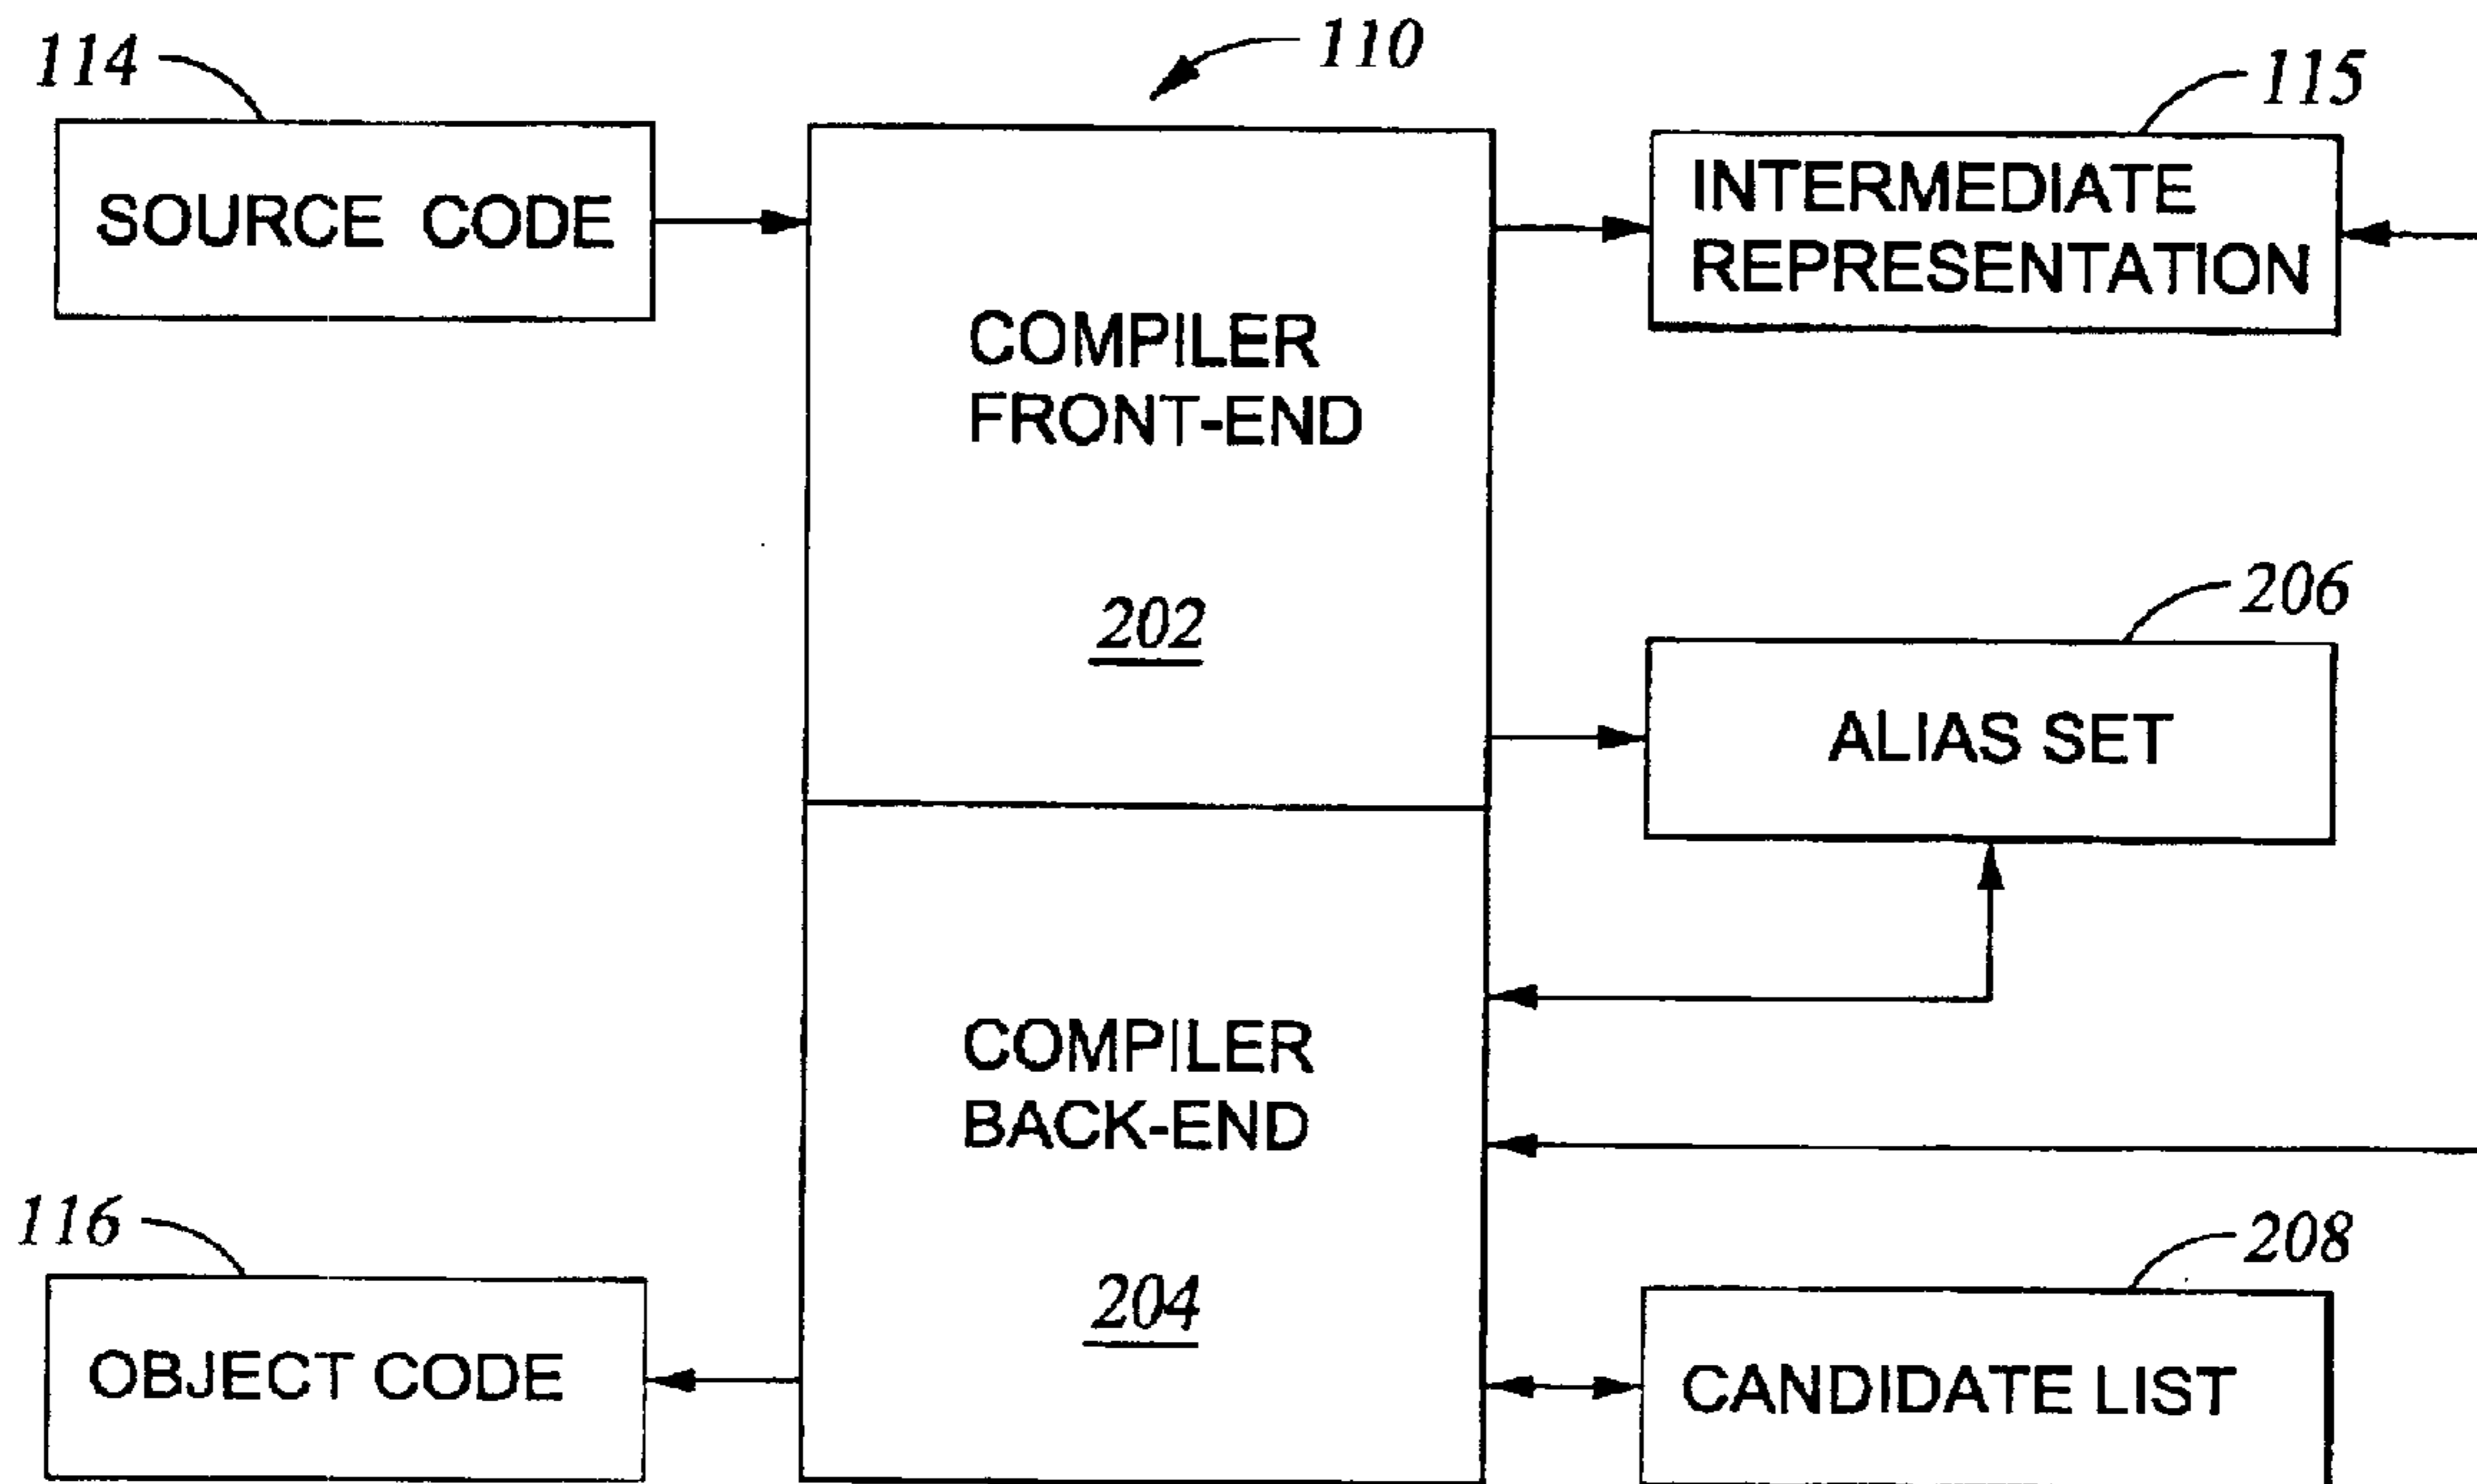 110
114
115
SOURCE CODE
INTERMEDIATE
REPRESENTATION
COMPILER
FRONT-END
202
206
ALIAS SET
COMPILER
BACK-END
204
116
208
OBJECT CODE
CANDIDATE LIST